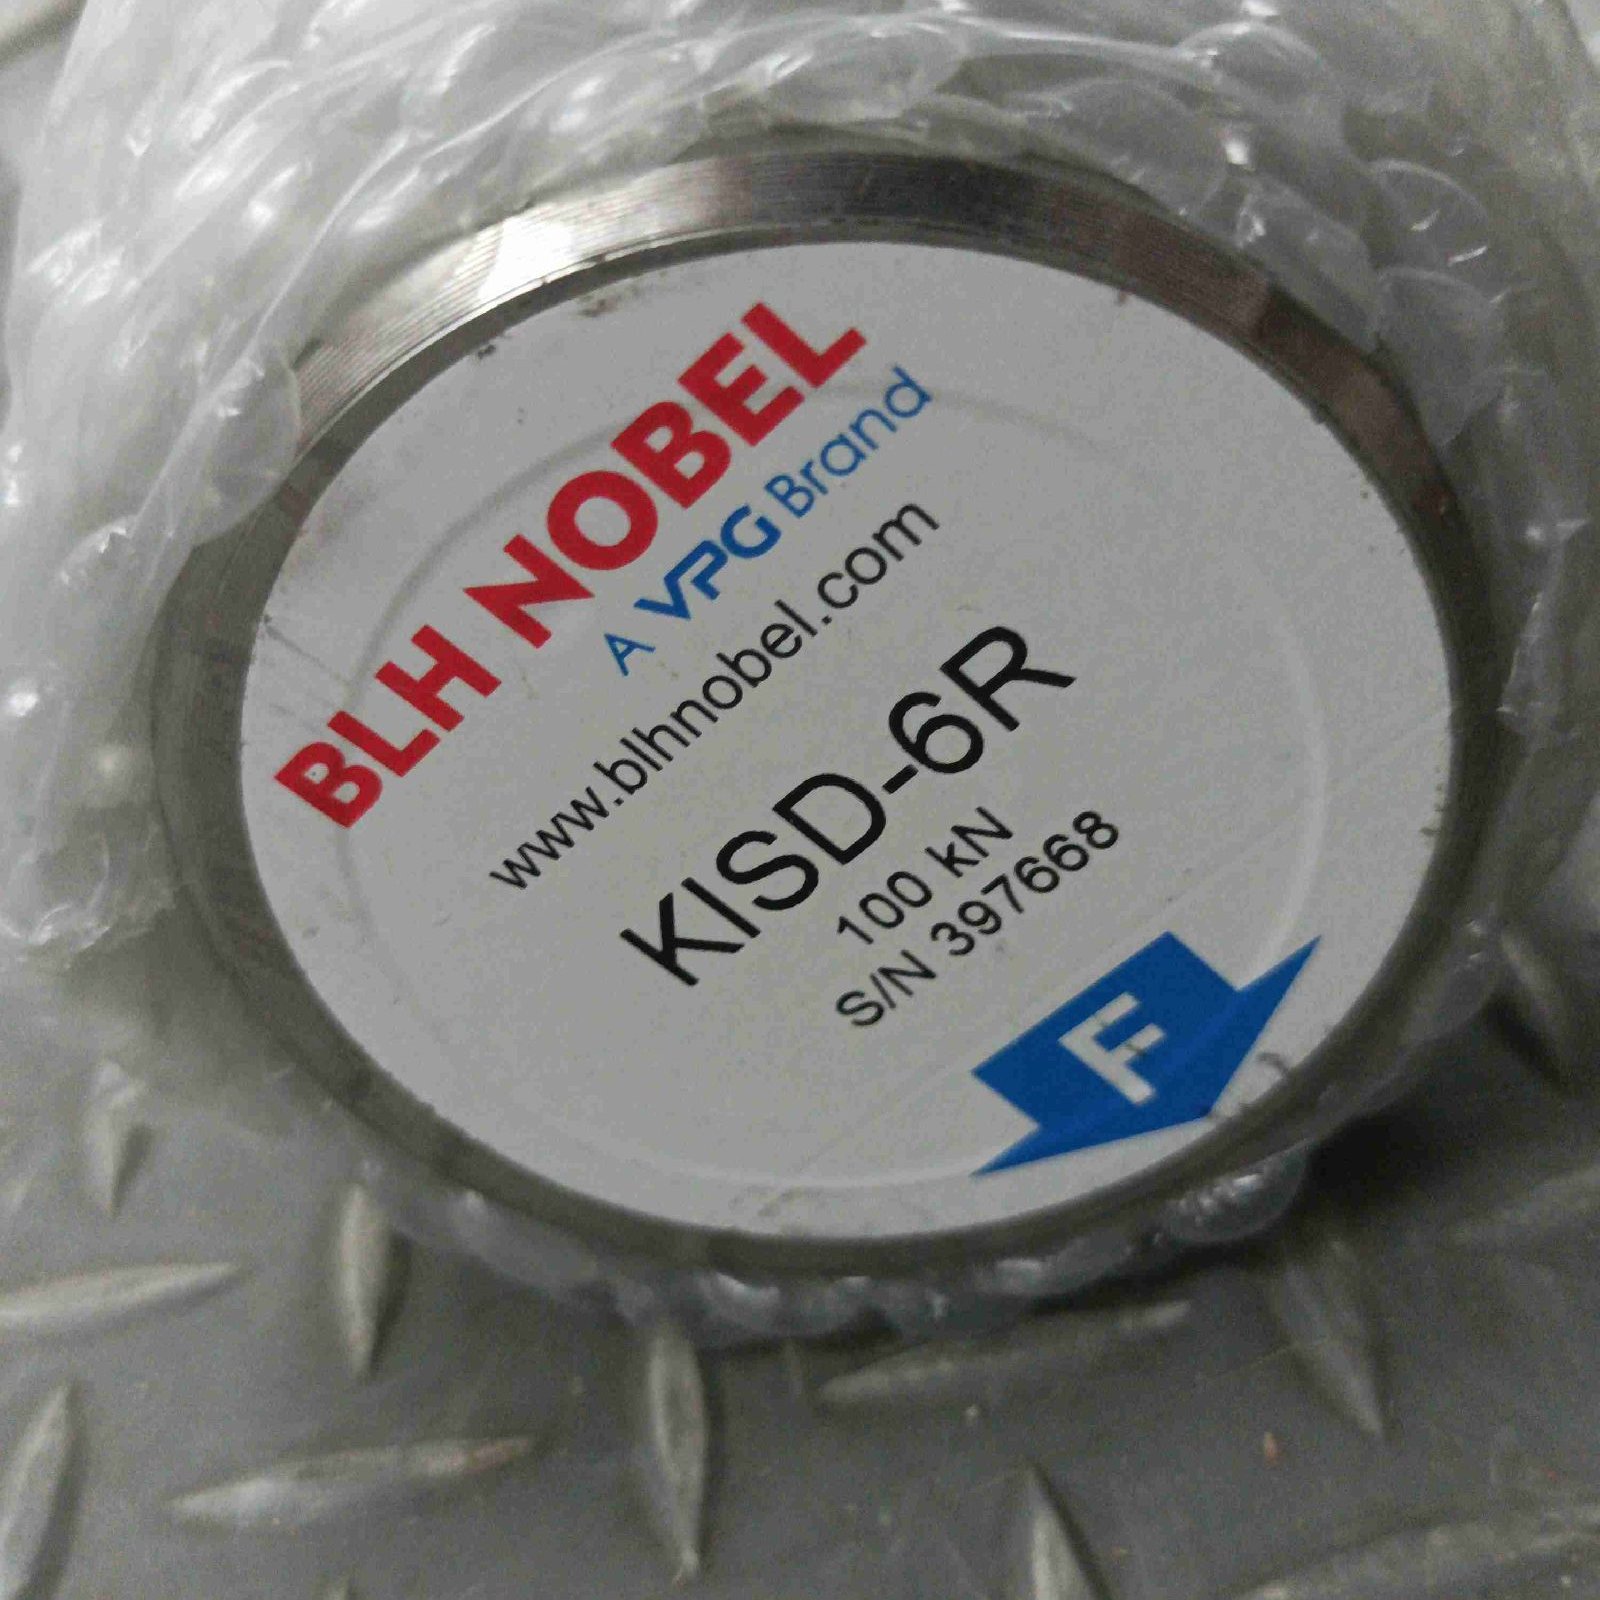 BLH NOBEL
A VPG Brand
www.blhnobel.com
KISD-6R
100 kN
S/N 397668
F